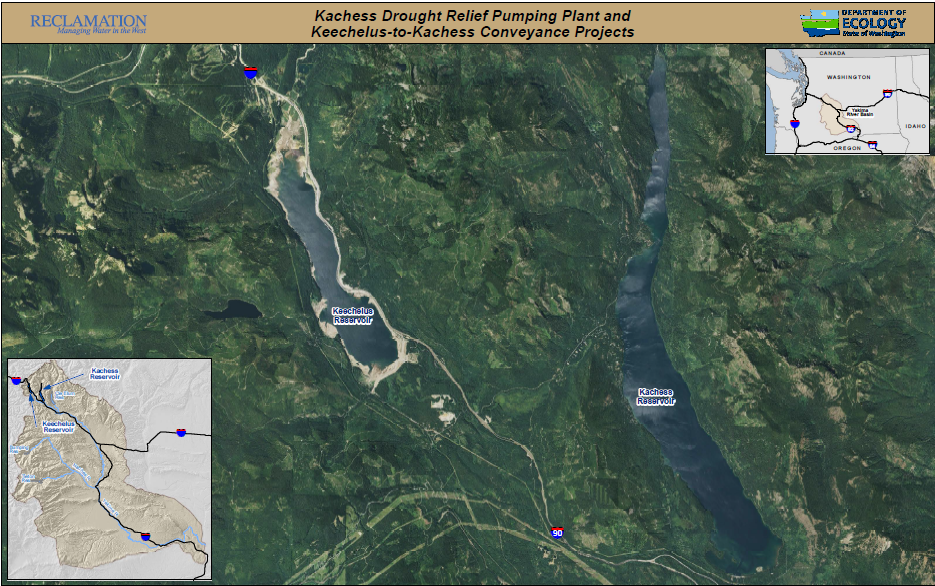 RECLAMATION
Managing Water in the West
Kachess Drought Relief Pumping Plant and
Keechelus-to-Kachess Conveyance Projects
DEPARTMENT OF
ECOLOGY
State of Washington
CANADA
WASHINGTON
Yakima
River Basin
IDAHO
OREGON
Keechelus
Reservoir
Kachess
Reservoir
Kachess
Reservoir
Keechelus
Reservoir
90